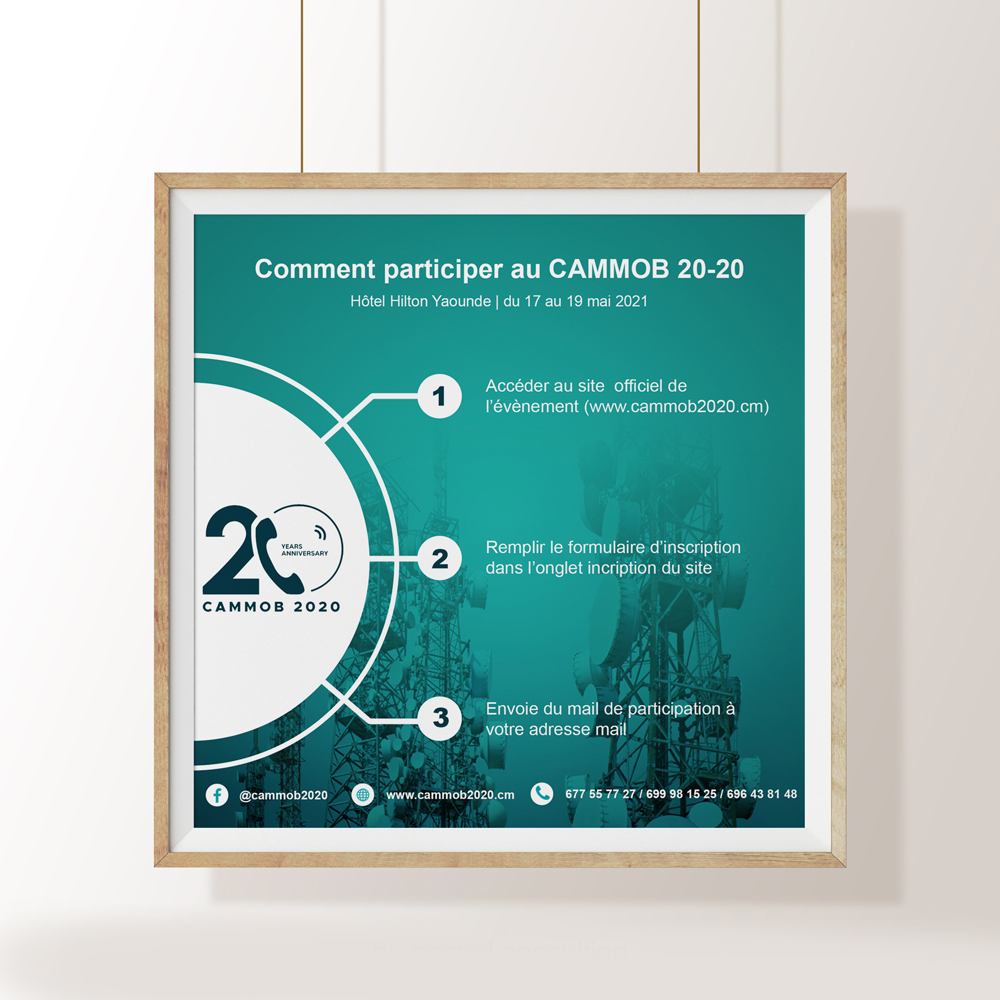 Comment participer au CAMMOB 20-20
Hôtel Hilton Yaounde | du 17 au 19 mai 2021
1
Accéder au site officiel de
l'évènement (www.cammob2020.cm)
20
YEARS
ANNIVERSARY
CAMMOB 2020
2
Remplir le formulaire d'inscription
dans l'onglet incription du site
3
Envoie du mail de participation à
votre adresse mail
@cammob2020
www.cammob2020.cm
677 55 77 27 / 699 98 15 25 / 696 43 81 48